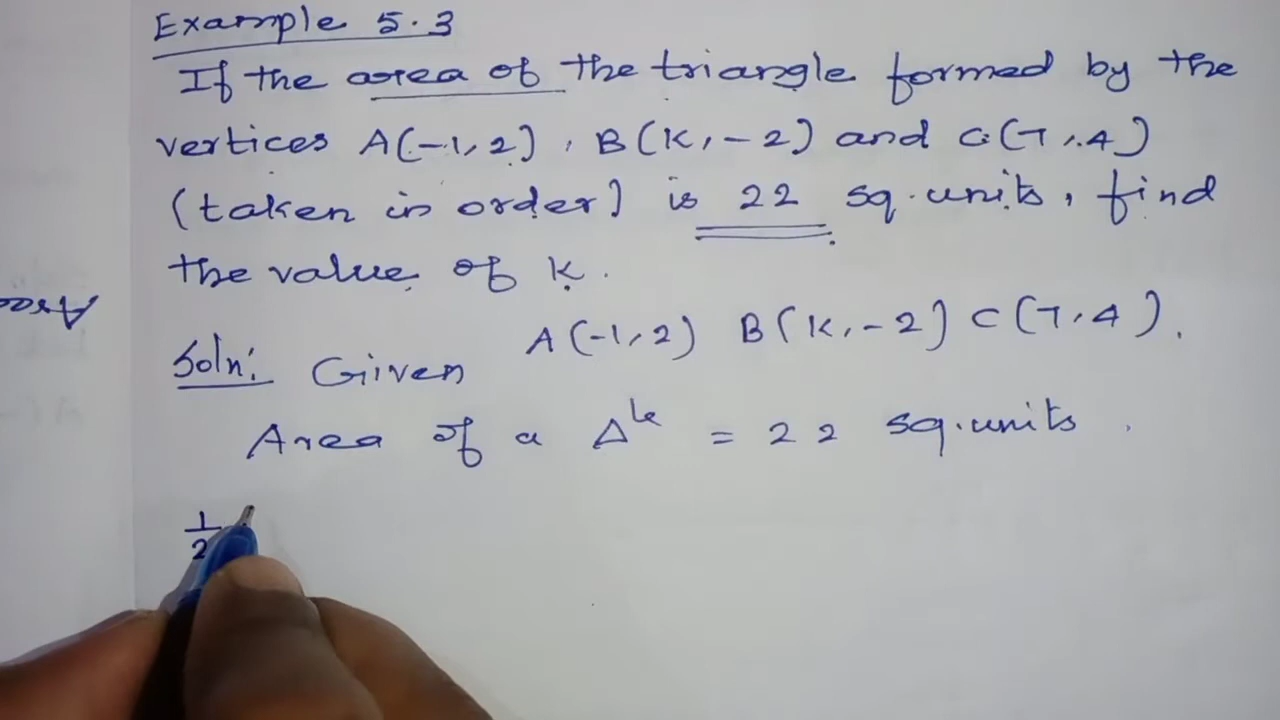 Example 5.3
If the area of the triangle formed by the
vertices A(-1,2), B(K,-2) and C(7,4)
(taken in order) is 22 sq.units, find
the value of k.
A(-1,2) B(K,-2) C(7,4).
Soln: Given
Area of a Δle = 22 sq.units.
1/2
Area